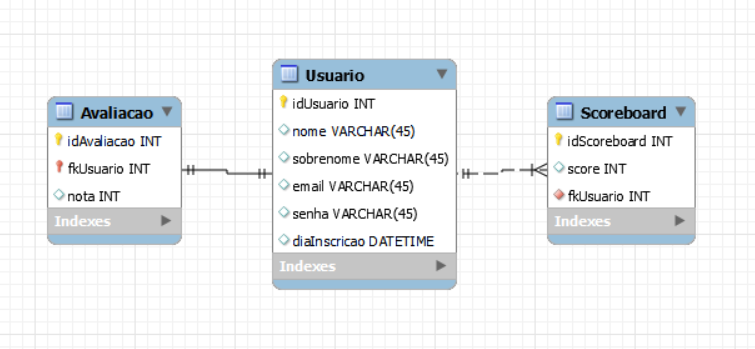 Avaliacao
idAvaliacao INT
fkUsuario INT
nota INT
Indexes
Usuario
idUsuario INT
nome VARCHAR(45)
sobrenome VARCHAR(45)
email VARCHAR(45)
senha VARCHAR(45)
diaInscricao DATETIME
Indexes
Scoreboard
idScoreboard INT
score INT
fkUsuario INT
Indexes